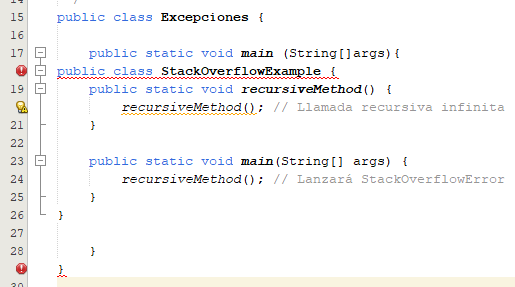 15 public class Excepciones {
16
17 public static void main (String[]args){
public class StackOverflowExample {
19 public static void recursiveMethod() {
recursiveMethod(); // Llamada recursiva infinita
21 }
22
23 public static void main(String[] args) {
24 recursiveMethod(); // Lanzará StackOverflowError
25 }
26 }
27
28 }
}